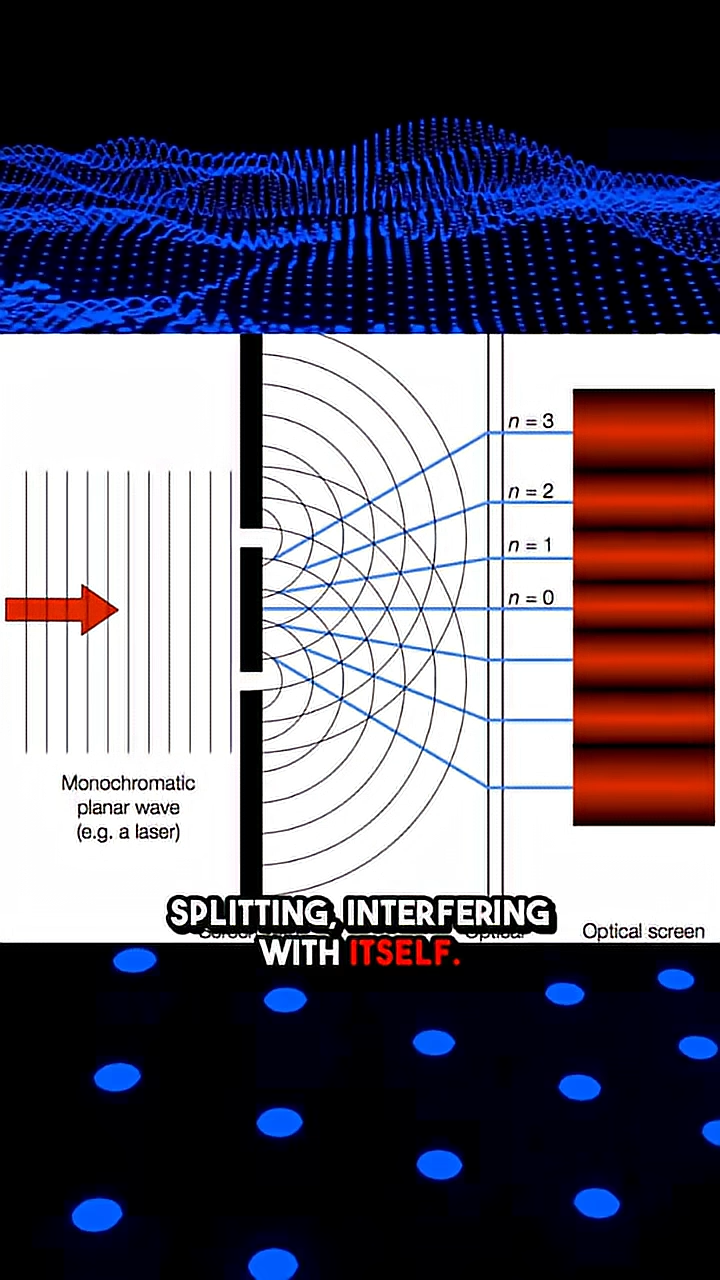 n = 3
n = 2
n = 1
n = 0
Monochromatic
planar wave
(e.g. a laser)
SPLITTING, INTERFERING
WITH ITSELF.
Optical screen